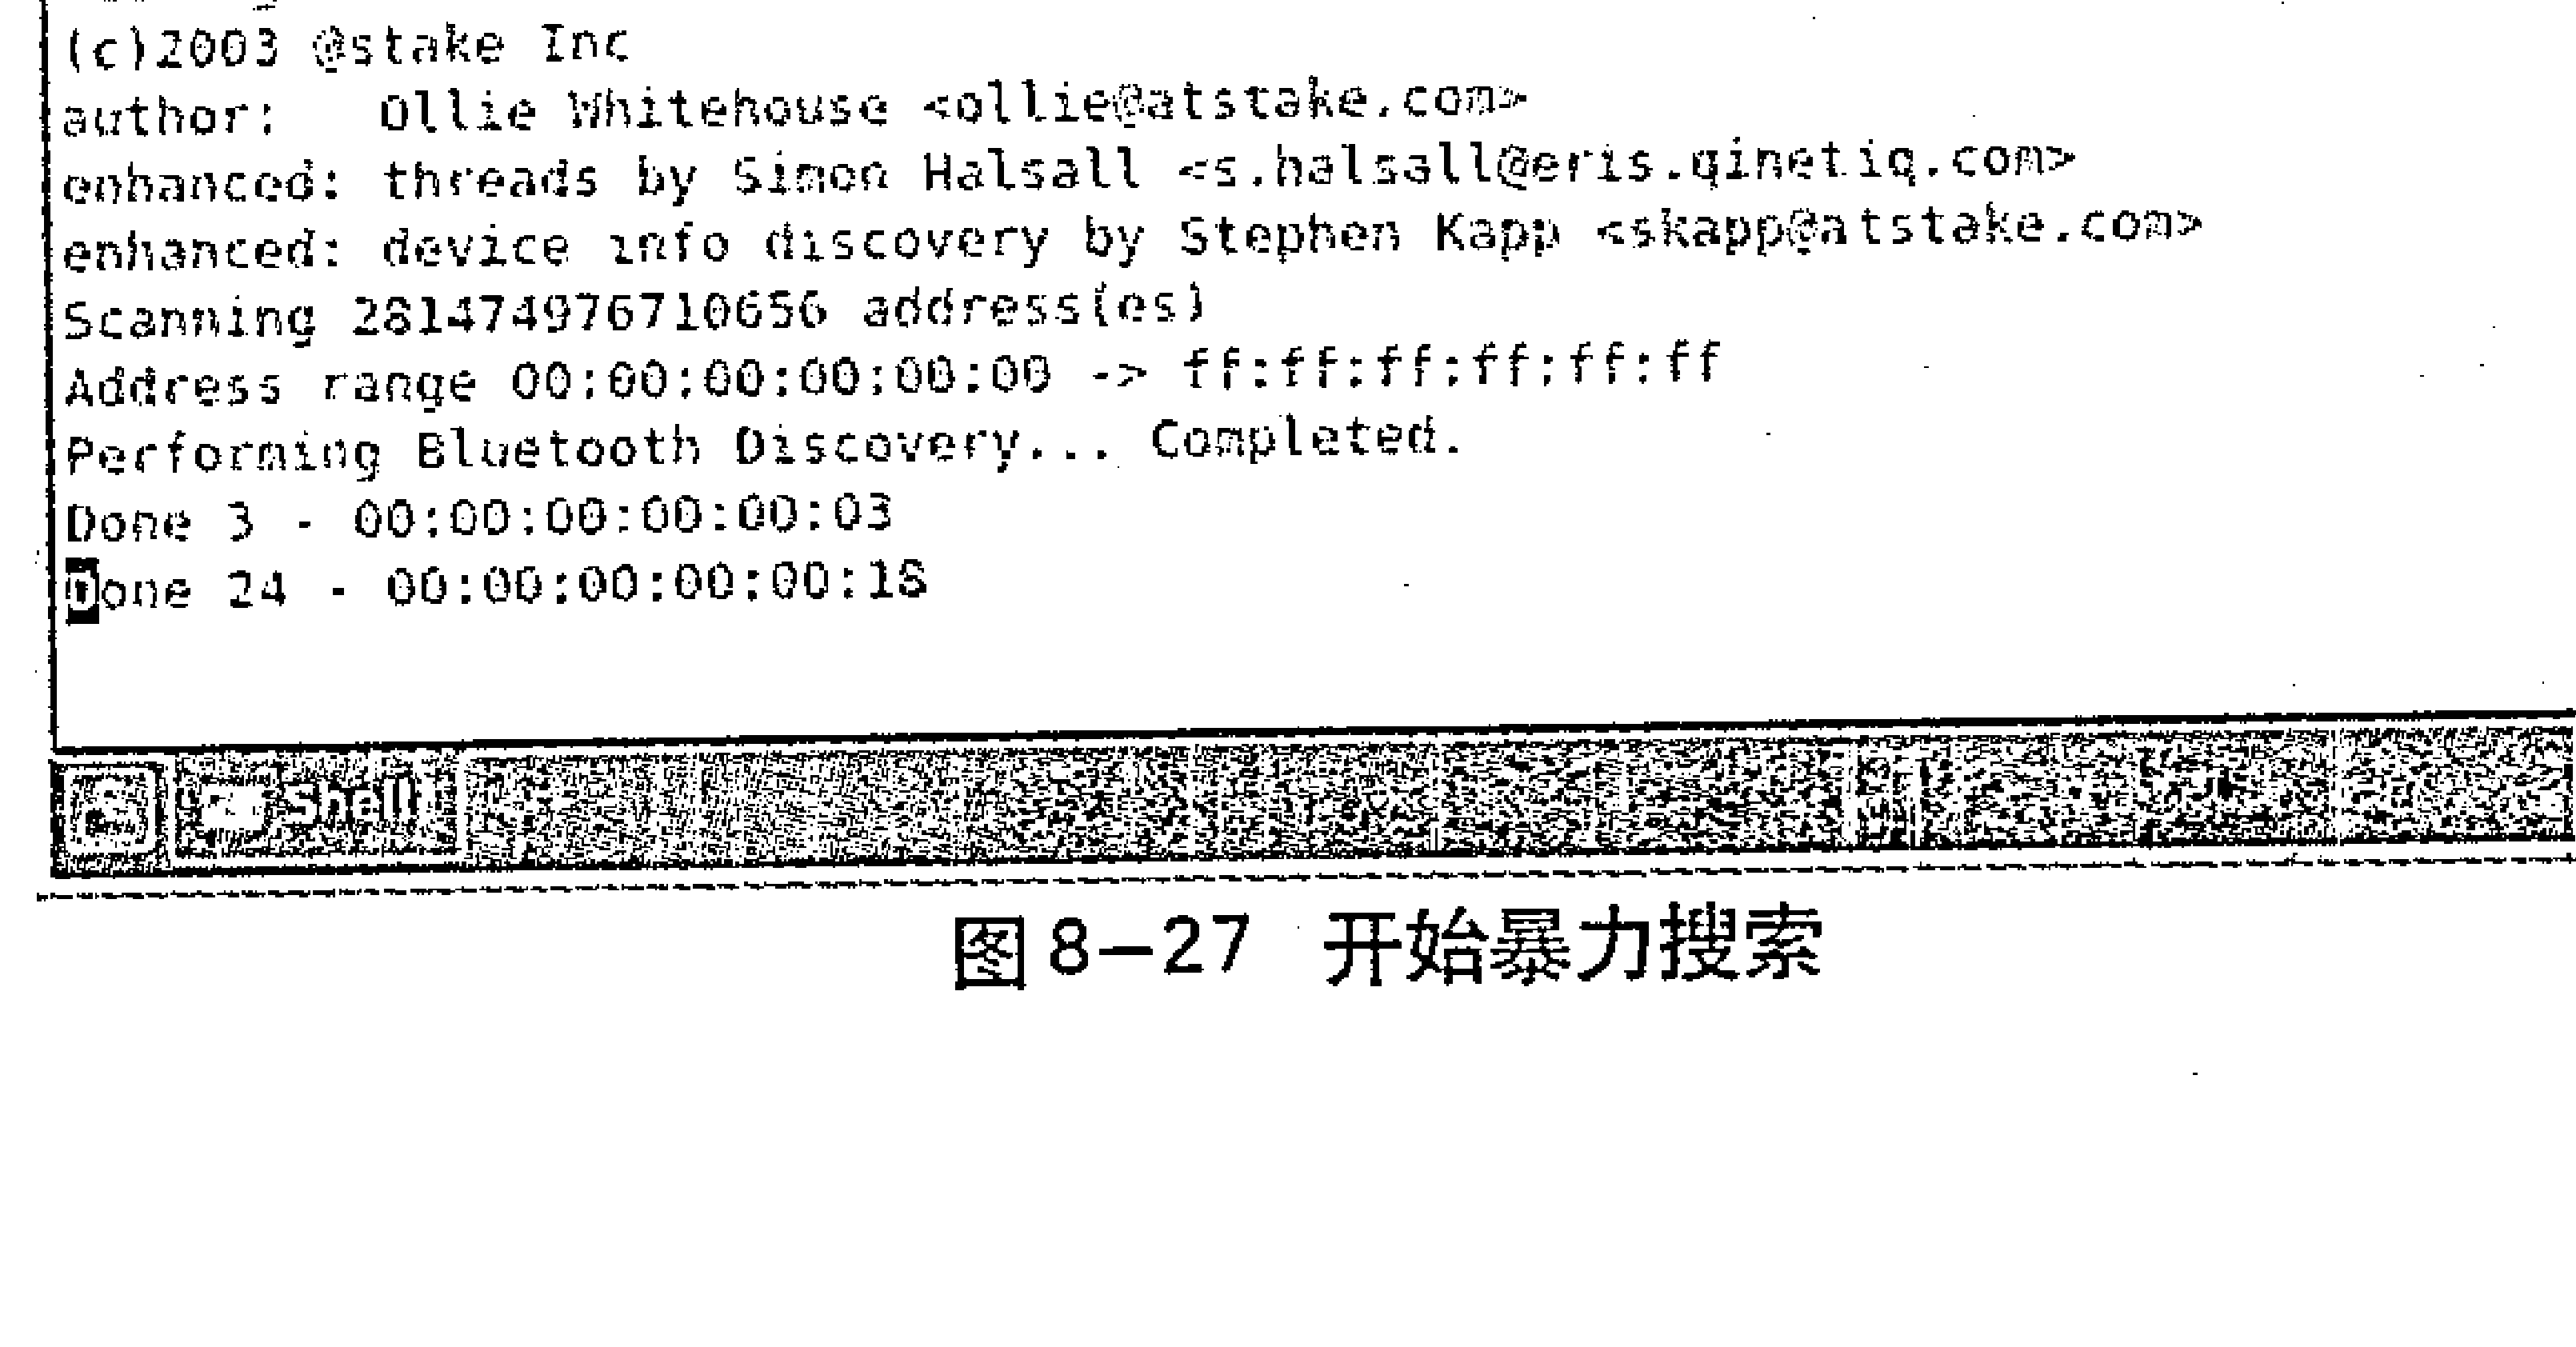 (c)2003 @stake Inc
author:   Ollie Whitehouse <ollie@atstake.com>
enhanced: threads by Simon Halsall <s.halsall@eris.qinetiq.com>
enhanced: device info discovery by Stephen Kapp <skapp@atstake.com>
Scanning 281474976710656 address(es)
Address range 00:00:00:00:00:00 -> ff:ff:ff:ff:ff:ff
Performing Bluetooth Discovery... Completed.
Done 3 - 00:00:00:00:00:03
Done 24 - 00:00:00:00:00:18
Shell
图8-27 开始暴力搜索